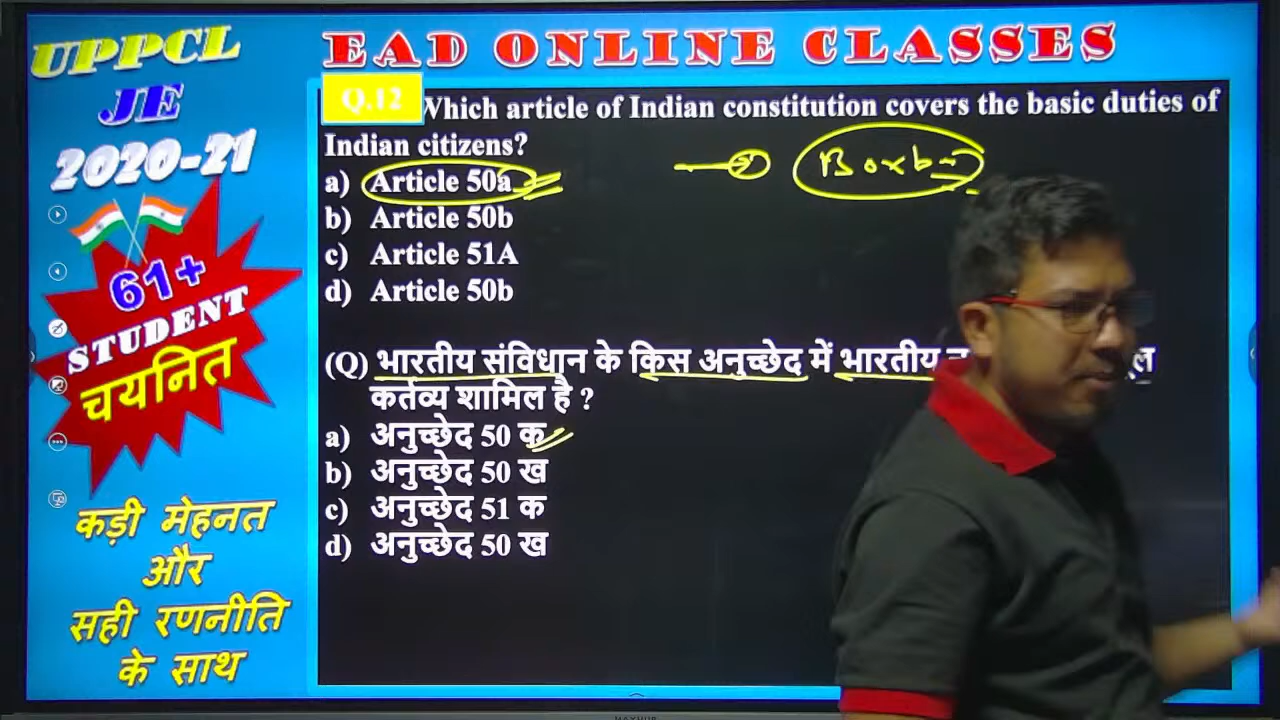 UPPCL
JE
2020-21
61+
STUDENT
चयनित
कड़ी मेहनत
और
सही रणनीति
के साथ
EAD ONLINE CLASSES
Q.12 Which article of Indian constitution covers the basic duties of
Indian citizens?
a) Article 50a
b) Article 50b
c) Article 51A
d) Article 50b
(Q) भारतीय संविधान के किस अनुच्छेद में भारतीय
कर्तव्य शामिल है ?
a) अनुच्छेद 50 क
b) अनुच्छेद 50 ख
c) अनुच्छेद 51 क
d) अनुच्छेद 50 ख